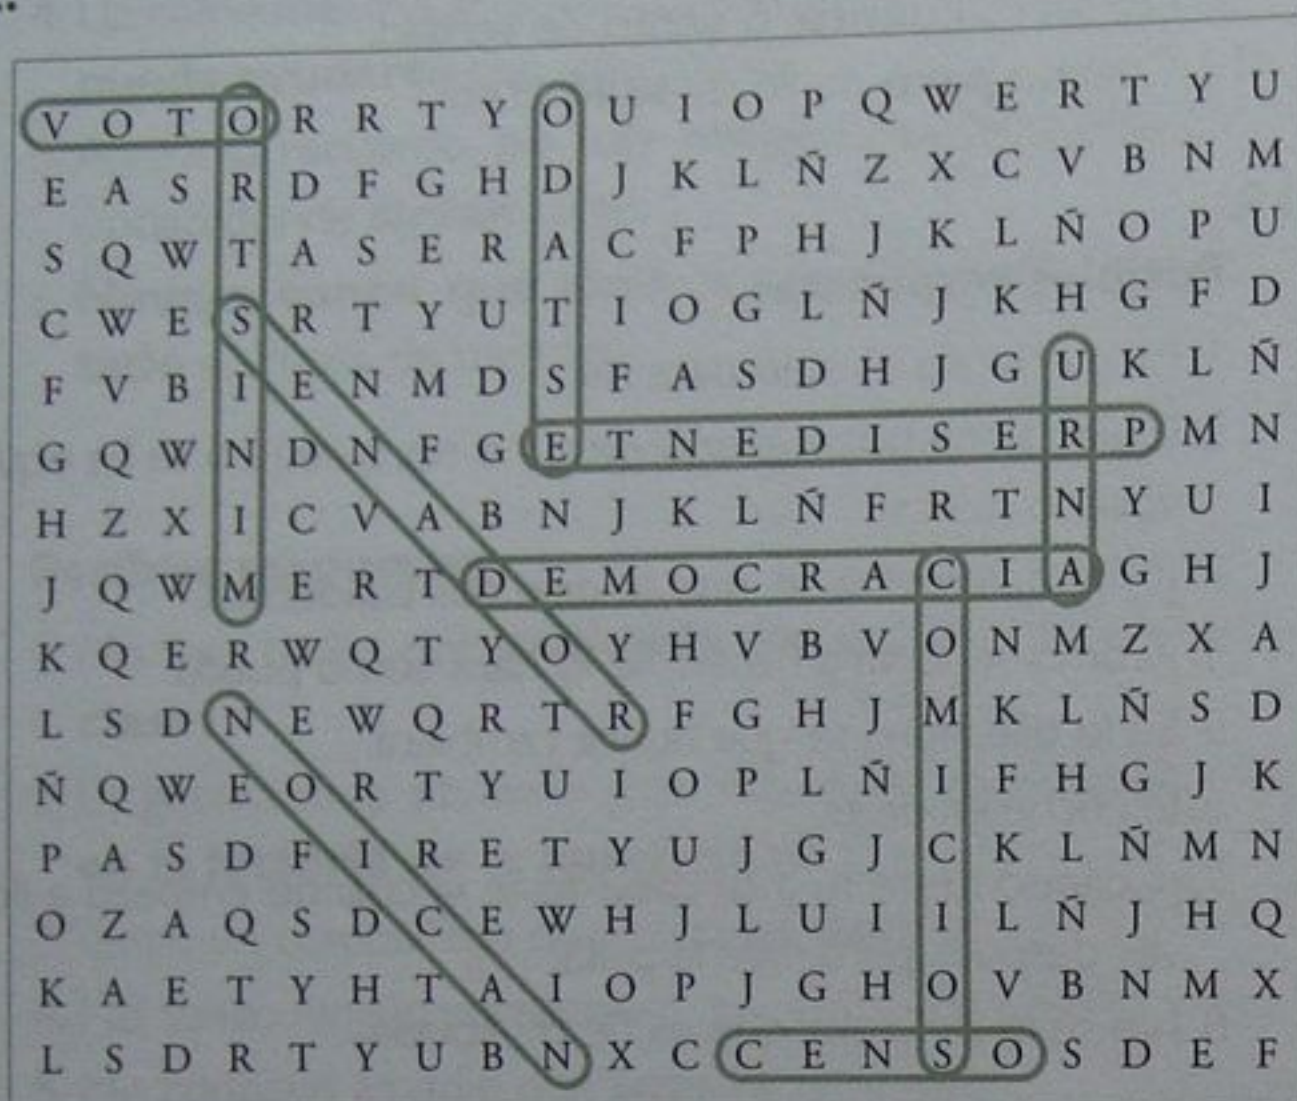 V O T O R R T Y O U I O P Q W E R T Y U
E A S R D F G H D J K L Ñ Z X C V B N M
S Q W T A S E R A C F P H J K L Ñ O P U
C W E S R T Y U T I O G L Ñ J K H G F D
F V B I E N M D S F A S D H J G U K L Ñ
G Q W N D N F G E T N E D I S E R P M N
H Z X I C V A B N J K L Ñ F R T N Y U I
J Q W M E R T D E M O C R A C I A G H J
K Q E R W Q T Y O Y H V B V O N M Z X A
L S D N E W Q R T R F G H J M K L Ñ S D
Ñ Q W E O R T Y U I O P L Ñ I F H G J K
P A S D F I R E T Y U J G J C K L Ñ M N
O Z A Q S D C E W H J L U I I L Ñ J H Q
K A E T Y H T A I O P J G H O V B N M X
L S D R T Y U B N X C C E N S O S D E F